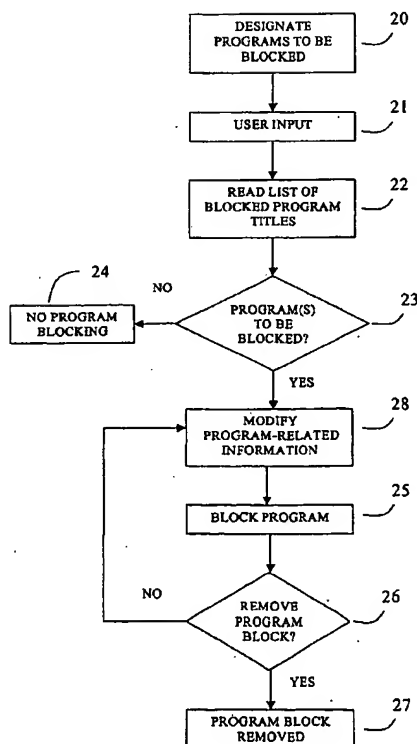 DESIGNATE
PROGRAMS TO BE
BLOCKED
20
USER INPUT
21
READ LIST OF
BLOCKED PROGRAM
TITLES
22
PROGRAM(S)
TO BE
BLOCKED?
23
NO
NO PROGRAM
BLOCKING
24
YES
MODIFY
PROGRAM-RELATED
INFORMATION
28
BLOCK PROGRAM
25
REMOVE
PROGRAM
BLOCK?
26
NO
YES
PROGRAM BLOCK
REMOVED
27